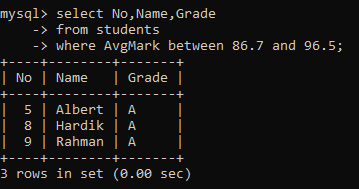 mysql> select No,Name,Grade
    -> from students
    -> where AvgMark between 86.7 and 96.5;
+----+--------+-------+
| No | Name   | Grade |
+----+--------+-------+
|  5 | Albert | A     |
|  8 | Hardik | A     |
|  9 | Rahman | A     |
+----+--------+-------+
3 rows in set (0.00 sec)